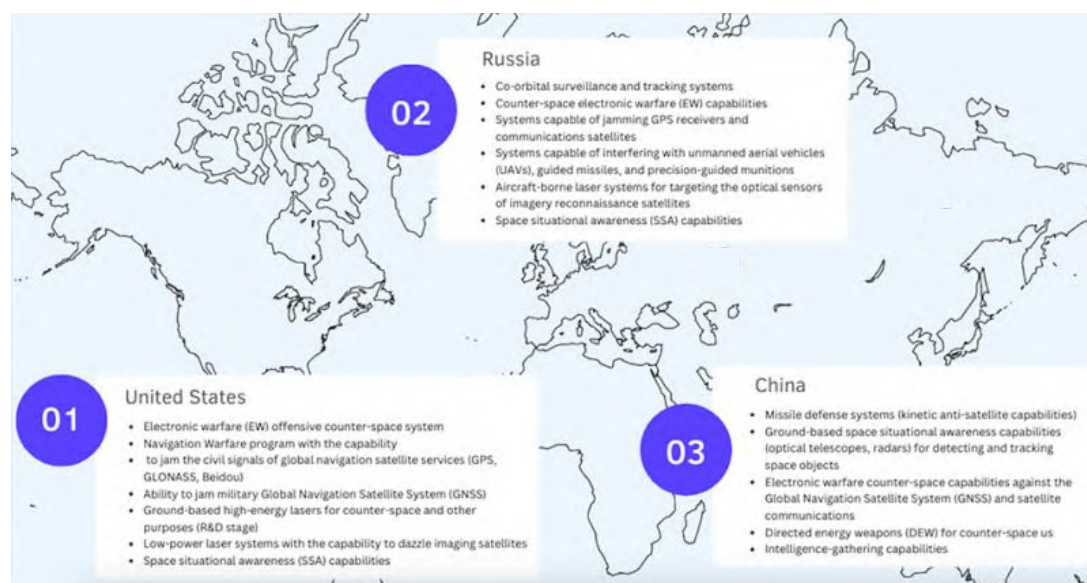 02
Russia
• Co-orbital surveillance and tracking systems
• Counter-space electronic warfare (EW) capabilities
• Systems capable of jamming GPS receivers and
communications satellites
• Systems capable of interfering with unmanned aerial vehicles
(UAVs), guided missiles, and precision-guided munitions
• Aircraft-borne laser systems for targeting the optical sensors
of imagery reconnaissance satellites
• Space situational awareness (SSA) capabilities
01
United States
• Electronic warfare (EW) offensive counter-space system
• Navigation Warfare program with the capability
• to jam the civil signals of global navigation satellite services (GPS,
GLONASS, Beidou)
• Ability to jam military Global Navigation Satellite System (GNSS)
• Ground-based high-energy lasers for counter-space and other
purposes (R&D stage)
• Low-power laser systems with the capability to dazzle imaging satellites
• Space situational awareness (SSA) capabilities
03
China
• Missile defense systems (kinetic anti-satellite capabilities)
• Ground-based space situational awareness capabilities
(optical telescopes, radars) for detecting and tracking
space objects
• Electronic warfare counter-space capabilities against the
Global Navigation Satellite System (GNSS) and satellite
communications
• Directed energy weapons (DEW) for counter-space us
• Intelligence-gathering capabilities